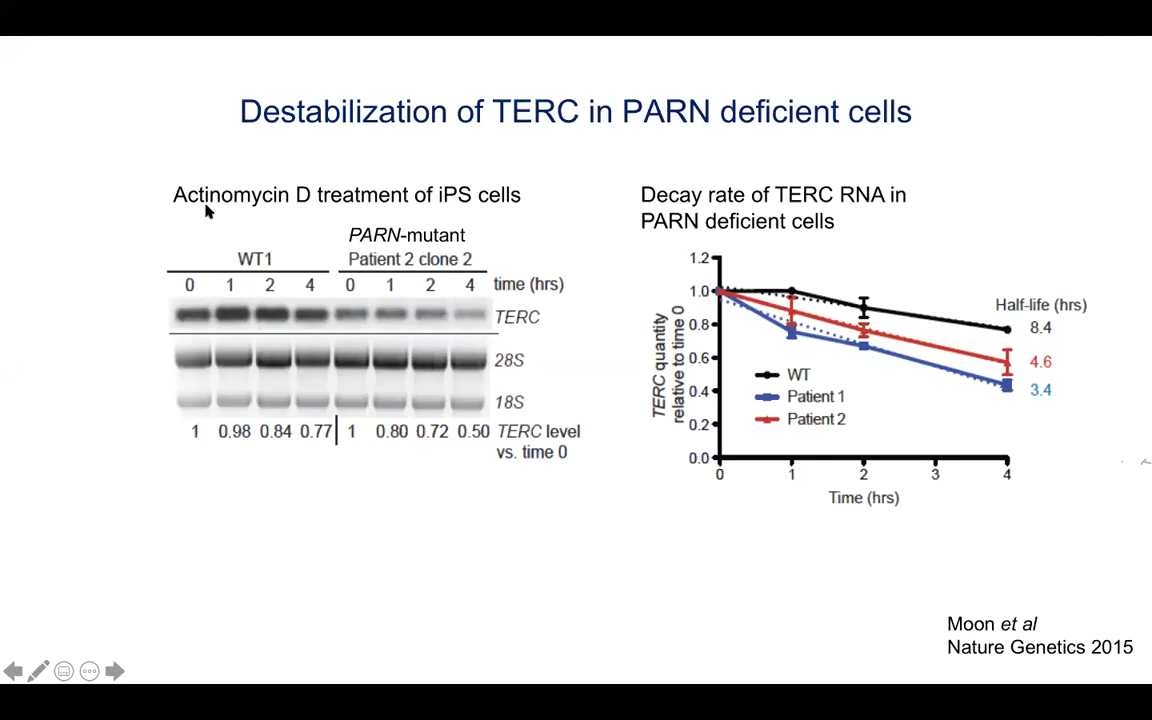 Destabilization of TERC in PARN deficient cells
Actinomycin D treatment of iPS cells
PARN-mutant
WT1 Patient 2 clone 2
0 1 2 4 0 1 2 4 time (hrs)
TERC
28S
18S
1 0.98 0.84 0.77 1 0.80 0.72 0.50 TERC level
vs. time 0
Decay rate of TERC RNA in
PARN deficient cells
TERC quantity
relative to time 0
1.2
1.0
0.8
0.6
0.4
0.2
0.0
WT
Patient 1
Patient 2
Half-life (hrs)
8.4
4.6
3.4
0 1 2 3 4
Time (hrs)
Moon et al
Nature Genetics 2015